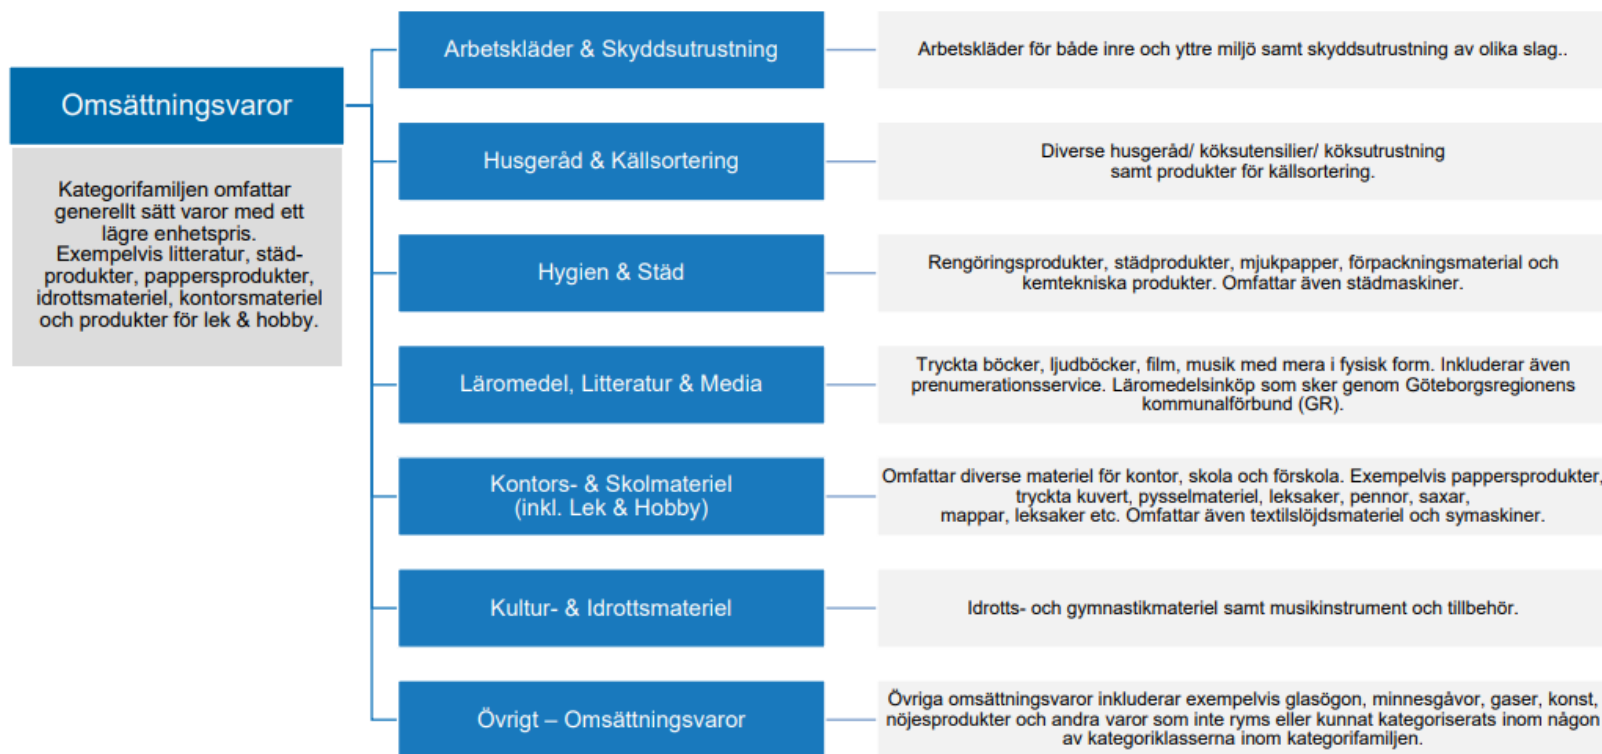 Omsättningsvaror
Kategorifamiljen omfattar
generellt sätt varor med ett
lägre enhetspris.
Exempelvis litteratur, städ-
produkter, pappersprodukter,
idrottsmateriel, kontorsmateriel
och produkter för lek & hobby.
Arbetskläder & Skyddsutrustning
Arbetskläder för både inre och yttre miljö samt skyddsutrustning av olika slag..
Husgeråd & Källsortering
Diverse husgeråd/ köksutensilier/ köksutrustning
samt produkter för källsortering.
Hygien & Städ
Rengöringsprodukter, städprodukter, mjukpapper, förpackningsmaterial och
kemtekniska produkter. Omfattar även städmaskiner.
Läromedel, Litteratur & Media
Tryckta böcker, ljudböcker, film, musik med mera i fysisk form. Inkluderar även
prenumerationsservice. Läromedelsinköp som sker genom Göteborgsregionens
kommunalförbund (GR).
Kontors- & Skolmateriel
(inkl. Lek & Hobby)
Omfattar diverse materiel för kontor, skola och förskola. Exempelvis pappersprodukter,
tryckta kuvert, pysselmateriel, leksaker, pennor, saxar,
mappar, leksaker etc. Omfattar även textilslöjdsmateriel och symaskiner.
Kultur- & Idrottsmateriel
Idrotts- och gymnastikmateriel samt musikinstrument och tillbehör.
Övrigt – Omsättningsvaror
Övriga omsättningsvaror inkluderar exempelvis glasögon, minnesgåvor, gaser, konst,
nöjesprodukter och andra varor som inte ryms eller kunnat kategoriserats inom någon
av kategoriklasserna inom kategorifamiljen.